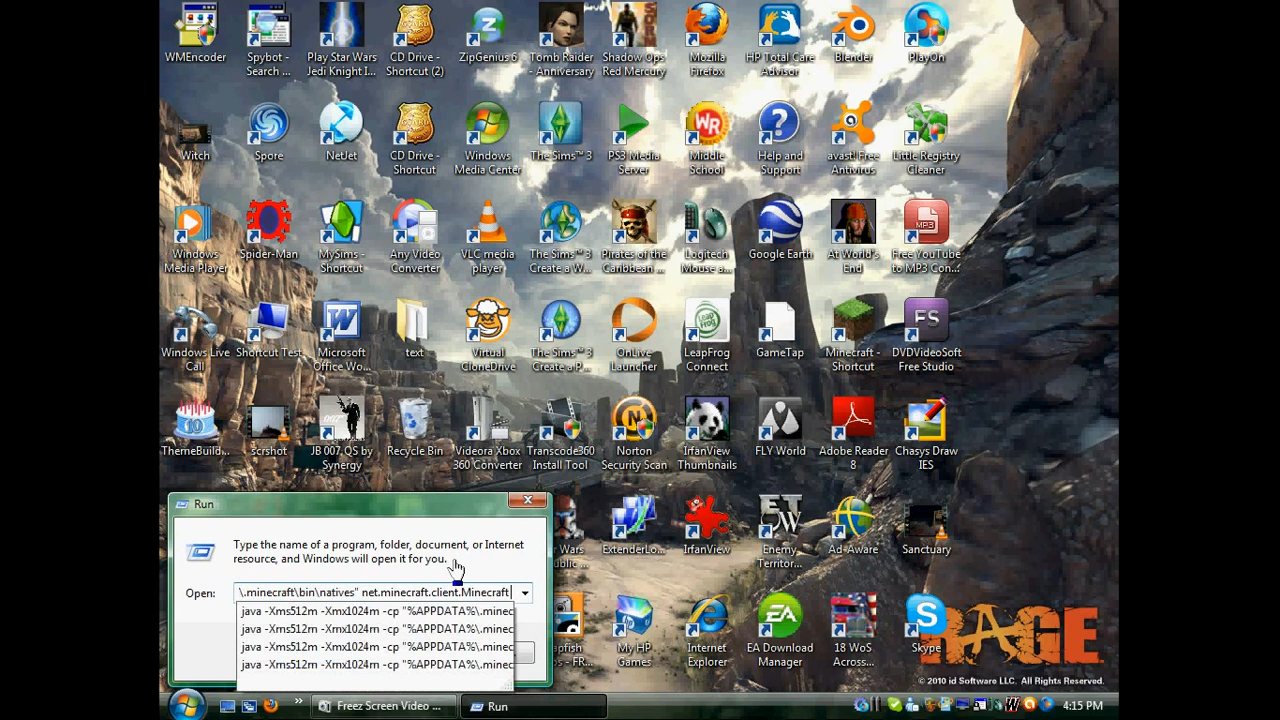 WMEncoder
Spybot - Search ...
Play Star Wars Jedi Knight I...
CD Drive - Shortcut (2)
ZipGenius 6
Tomb Raider - Anniversary
Shadow Ops Red Mercury
Mozilla Firefox
HP Total Care Advisor
Blender
PlayOn
Witch
Spore
NetJet
CD Drive - Shortcut
Windows Media Center
The Sims™ 3
PS3 Media Server
WR
Middle School
Help and Support
avast! Free Antivirus
Little Registry Cleaner
Windows Media Player
Spider-Man
MySims - Shortcut
Any Video Converter
VLC media player
The Sims™ 3 Create a W...
Pirates of the Caribbean ...
Logitech Mouse a...
Google Earth
At World's End
MP3
Free YouTube to MP3 Con...
Windows Live Call
Shortcut Test
Microsoft Office Wo...
text
Virtual CloneDrive
The Sims™ 3 Create a P...
OnLive Launcher
Leap Frog
LeapFrog Connect
GameTap
Minecraft - Shortcut
FS
DVDVideoSoft Free Studio
10
ThemeBuild...
scrshot
007
JB 007 QS by Synergy
Recycle Bin
Videora Xbox 360 Converter
Transcode360 Install Tool
Norton Security Scan
IrfanView Thumbnails
FLY World
Adobe Reader 8
Chasys Draw IES
ExtenderLo...
IrfanView
ET W
Enemy Territor...
Ad-Aware
Sanctuary
My HP Games
Internet Explorer
EA
EA Download Manager
18 WoS Across...
Skype
RAGE
© 2010 id Software LLC. All Rights Reserved.
Run
Type the name of a program, folder, document, or Internet
resource, and Windows will open it for you.
Open:
\.minecraft\bin\natives" net.minecraft.client.Minecraft
java -Xms512m -Xmx1024m -cp "%APPDATA%\.minec
java -Xms512m -Xmx1024m -cp "%APPDATA%\.minec
java -Xms512m -Xmx1024m -cp "%APPDATA%\.minec
java -Xms512m -Xmx1024m -cp "%APPDATA%\.minec
Freez Screen Video ...
Run
4:15 PM